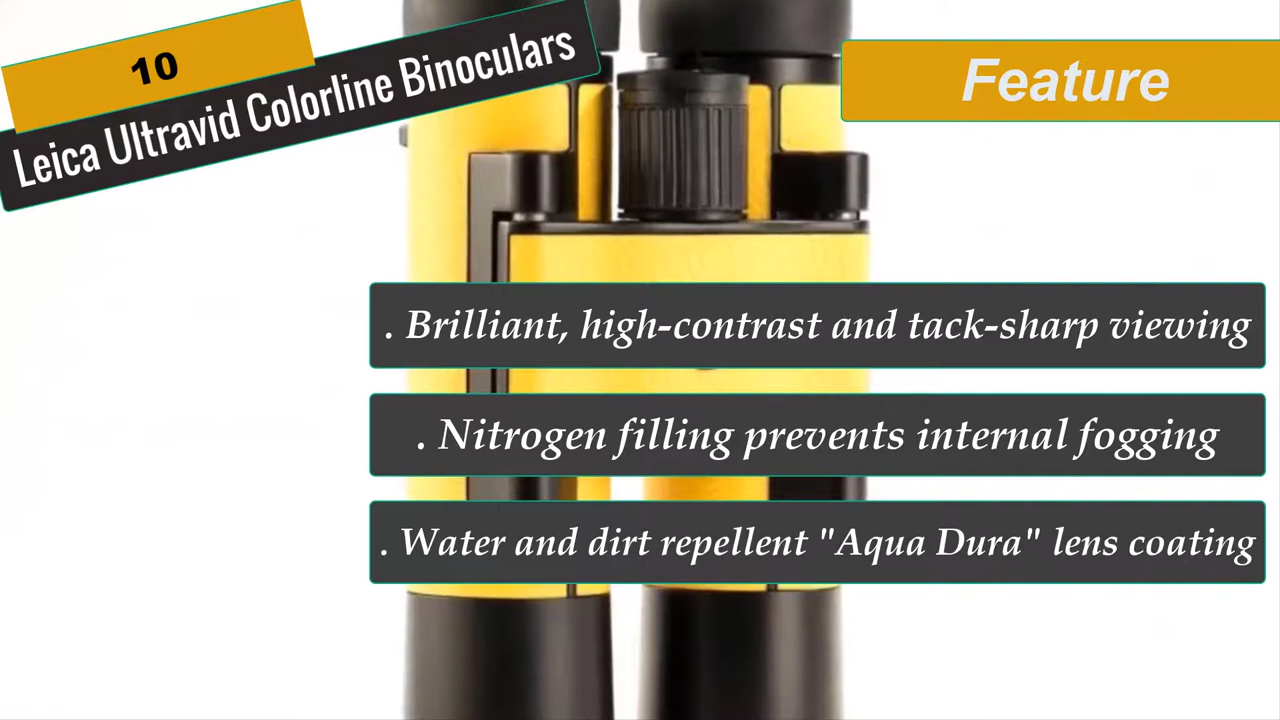 10
Leica Ultravid Colorline Binoculars
Feature
. Brilliant, high-contrast and tack-sharp viewing
. Nitrogen filling prevents internal fogging
. Water and dirt repellent "Aqua Dura" lens coating